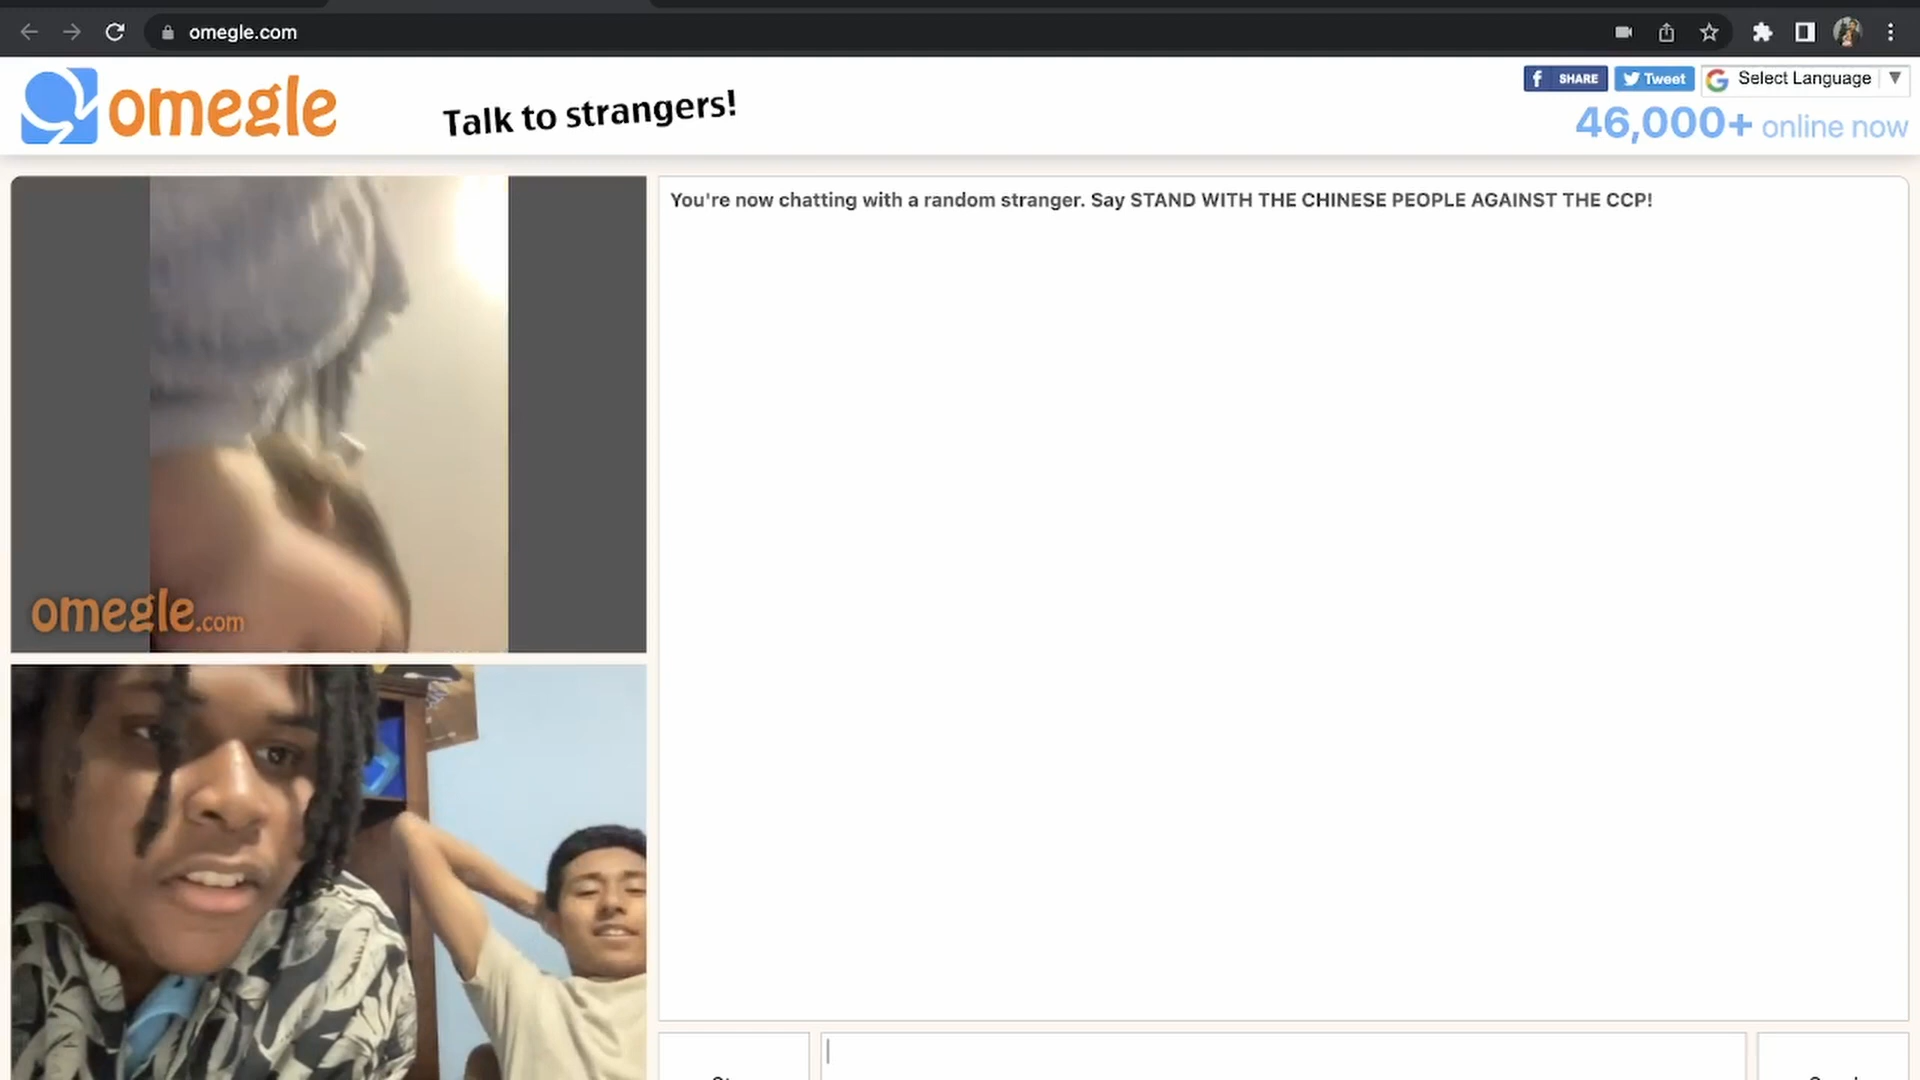 omegle.com
omegle
Talk to strangers!
f SHARE
Tweet
G Select Language ▼
46,000+ online now
You're now chatting with a random stranger. Say STAND WITH THE CHINESE PEOPLE AGAINST THE CCP!
omegle.com